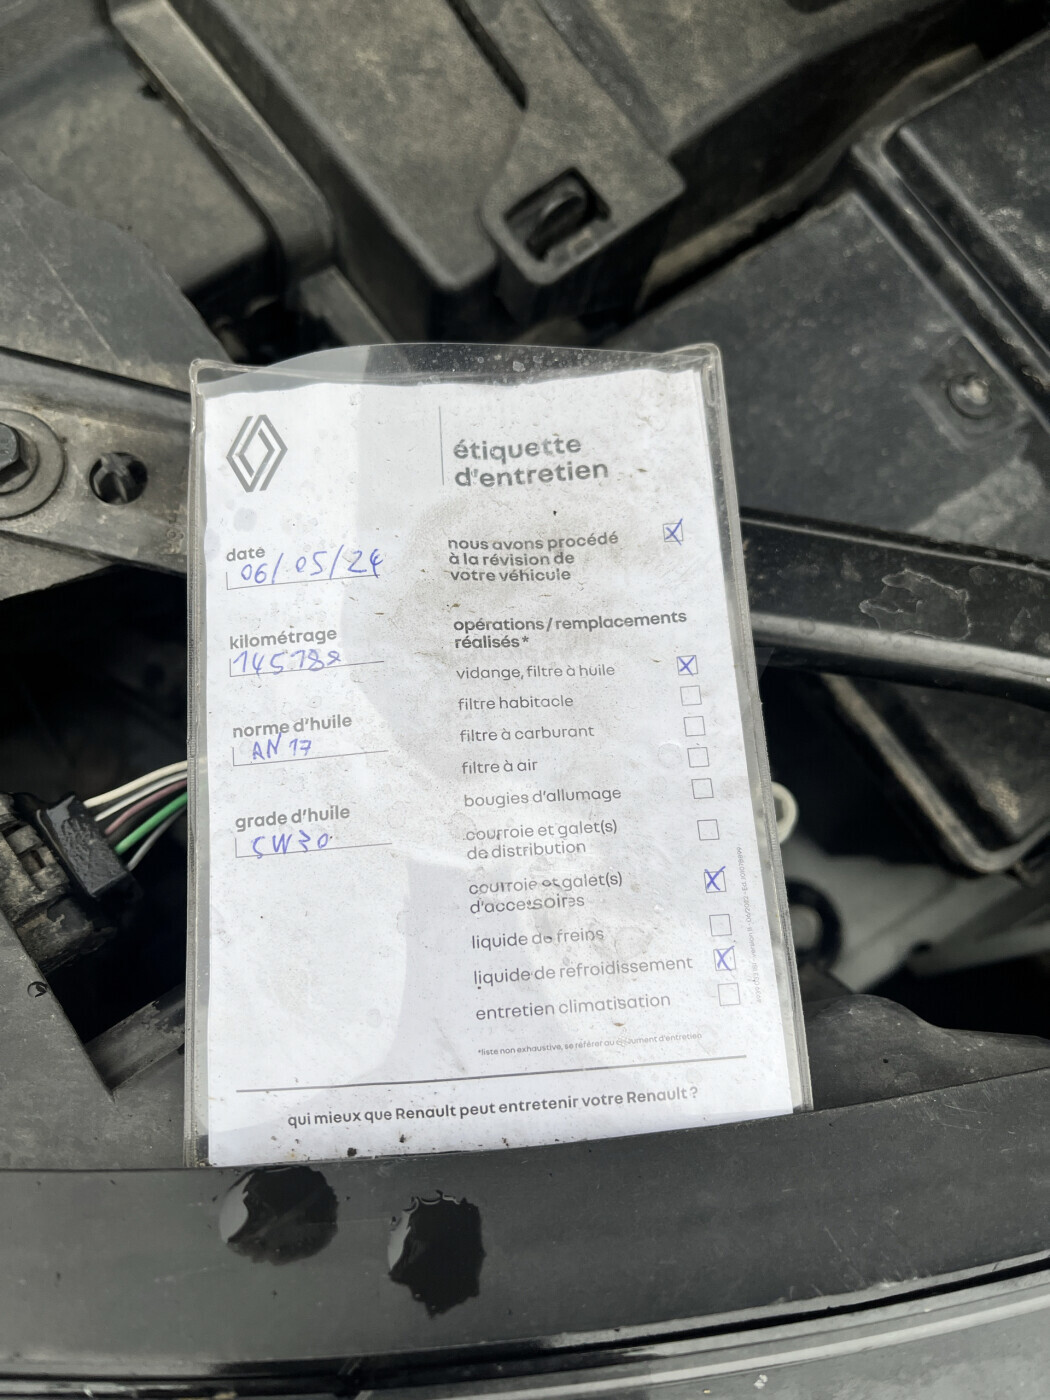 étiquette
d'entretien
date
06/05/24
kilométrage
145788
norme d'huile
RN 17
grade d'huile
5W30
nous avons procédé
à la révision de
votre véhicule
opérations/remplacements
réalisés*
vidange, filtre à huile
filtre habitacle
filtre à carburant
filtre à air
bougies d'allumage
courroie et galet(s)
de distribution
courroie et galet(s)
d'accessoires
liquide de freins
liquide de refroidissement
entretien climatisation
*liste non exhaustive, se référer au document d'entretien
qui mieux que Renault peut entretenir votre Renault ?